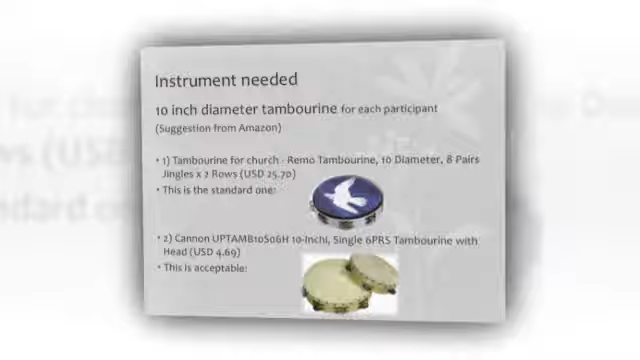 Instrument needed
10 inch diameter tambourine for each participant
(Suggestion from Amazon)
• 1) Tambourine for church - Remo Tambourine, 10 Diameter, 8 Pairs
Jingles x 2 Rows (USD 25.70)
• This is the standard one:
• 2) Cannon UPTAMB10S06H 10-Inchi, Single 6PRS Tambourine with
Head (USD 4.69)
• This is acceptable: